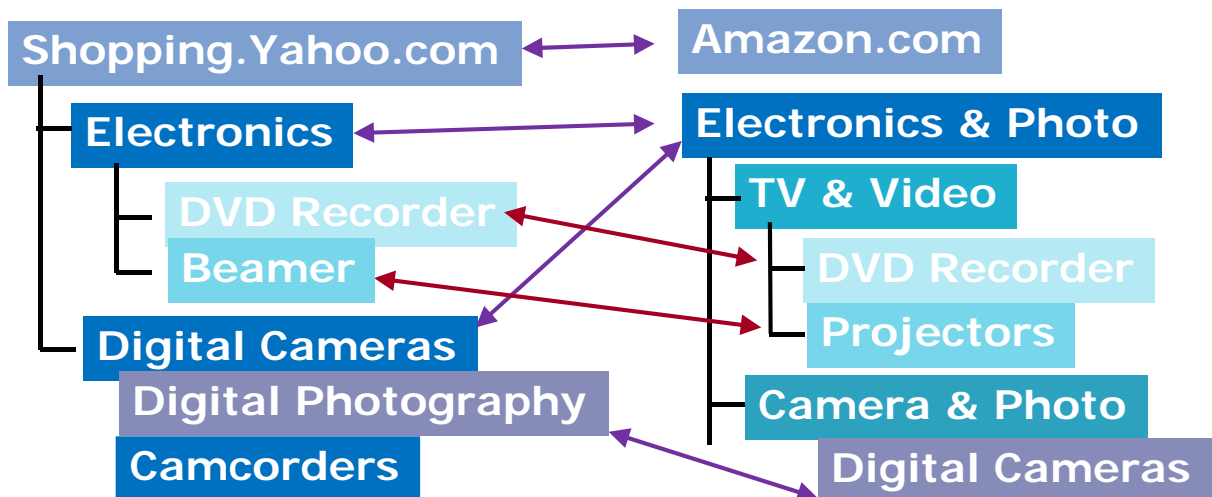 Shopping.Yahoo.com
Electronics
DVD Recorder
Beamer
Digital Cameras
Digital Photography
Camcorders
Amazon.com
Electronics & Photo
TV & Video
DVD Recorder
Projectors
Camera & Photo
Digital Cameras